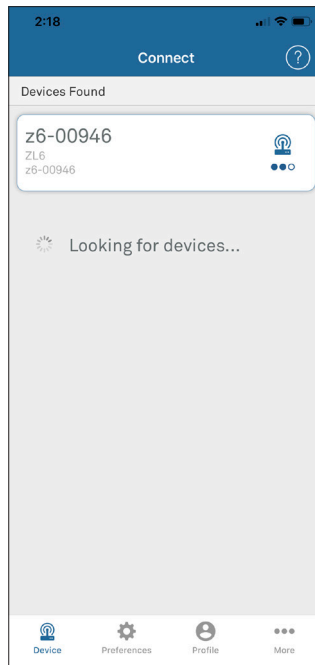 2:18
Connect
?
Devices Found
z6-00946
ZL6
z6-00946
Looking for devices...
Device Preferences Profile More